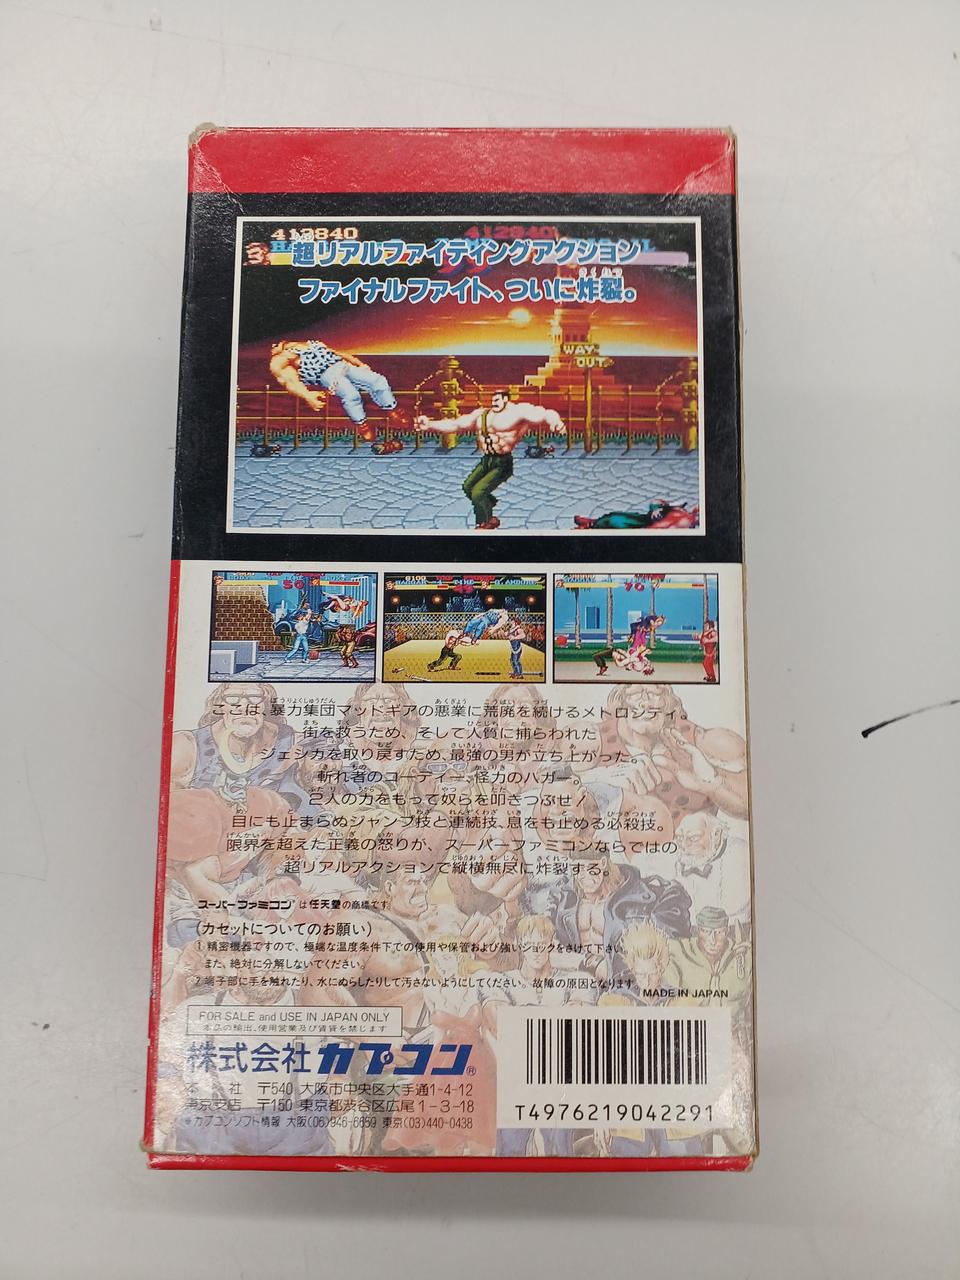 412840 412840
超リアルファイティングアクション
ファイナルファイト、ついに炸裂。
さくれつ
WAY
OUT
50
70
ここは、暴力集団マッドギアの悪業に荒廃を続けるメトロシティ。
街を救うため、そして人質に捕らわれた
ジェシカを取り戻すため、最強の男が立ち上がった。
斬れ者のコーディー、怪力のハガー。
2人の力をもって奴らを叩きつぶせ!
目にも止まらぬジャンプ技と連続技、息をも止める必殺技。
限界を超えた正義の怒りが、スーパーファミコンならではの
超リアルアクションで縦横無尽に炸裂する。
スーパーファミコンは任天堂の商標です
(カセットについてのお願い)
1 精密機器ですので、極端な温度条件下での使用や保管および強いショックをさけて下さい。
また、絶対に分解しないでください。
2 端子部に手を触れたり、水にぬらしたりして汚さないようにしてください。故障の原因となります。
MADE IN JAPAN
FOR SALE and USE IN JAPAN ONLY
本品の輸出、使用営業及び賃貸を禁じます
株式会社カプコン®
本 社 〒540 大阪市中央区大手通1-4-12
東京支店 〒150 東京都渋谷区広尾1-3-18
※カプコンソフト情報 大阪(06)946-6659 東京(03)440-0438
T4976219042291